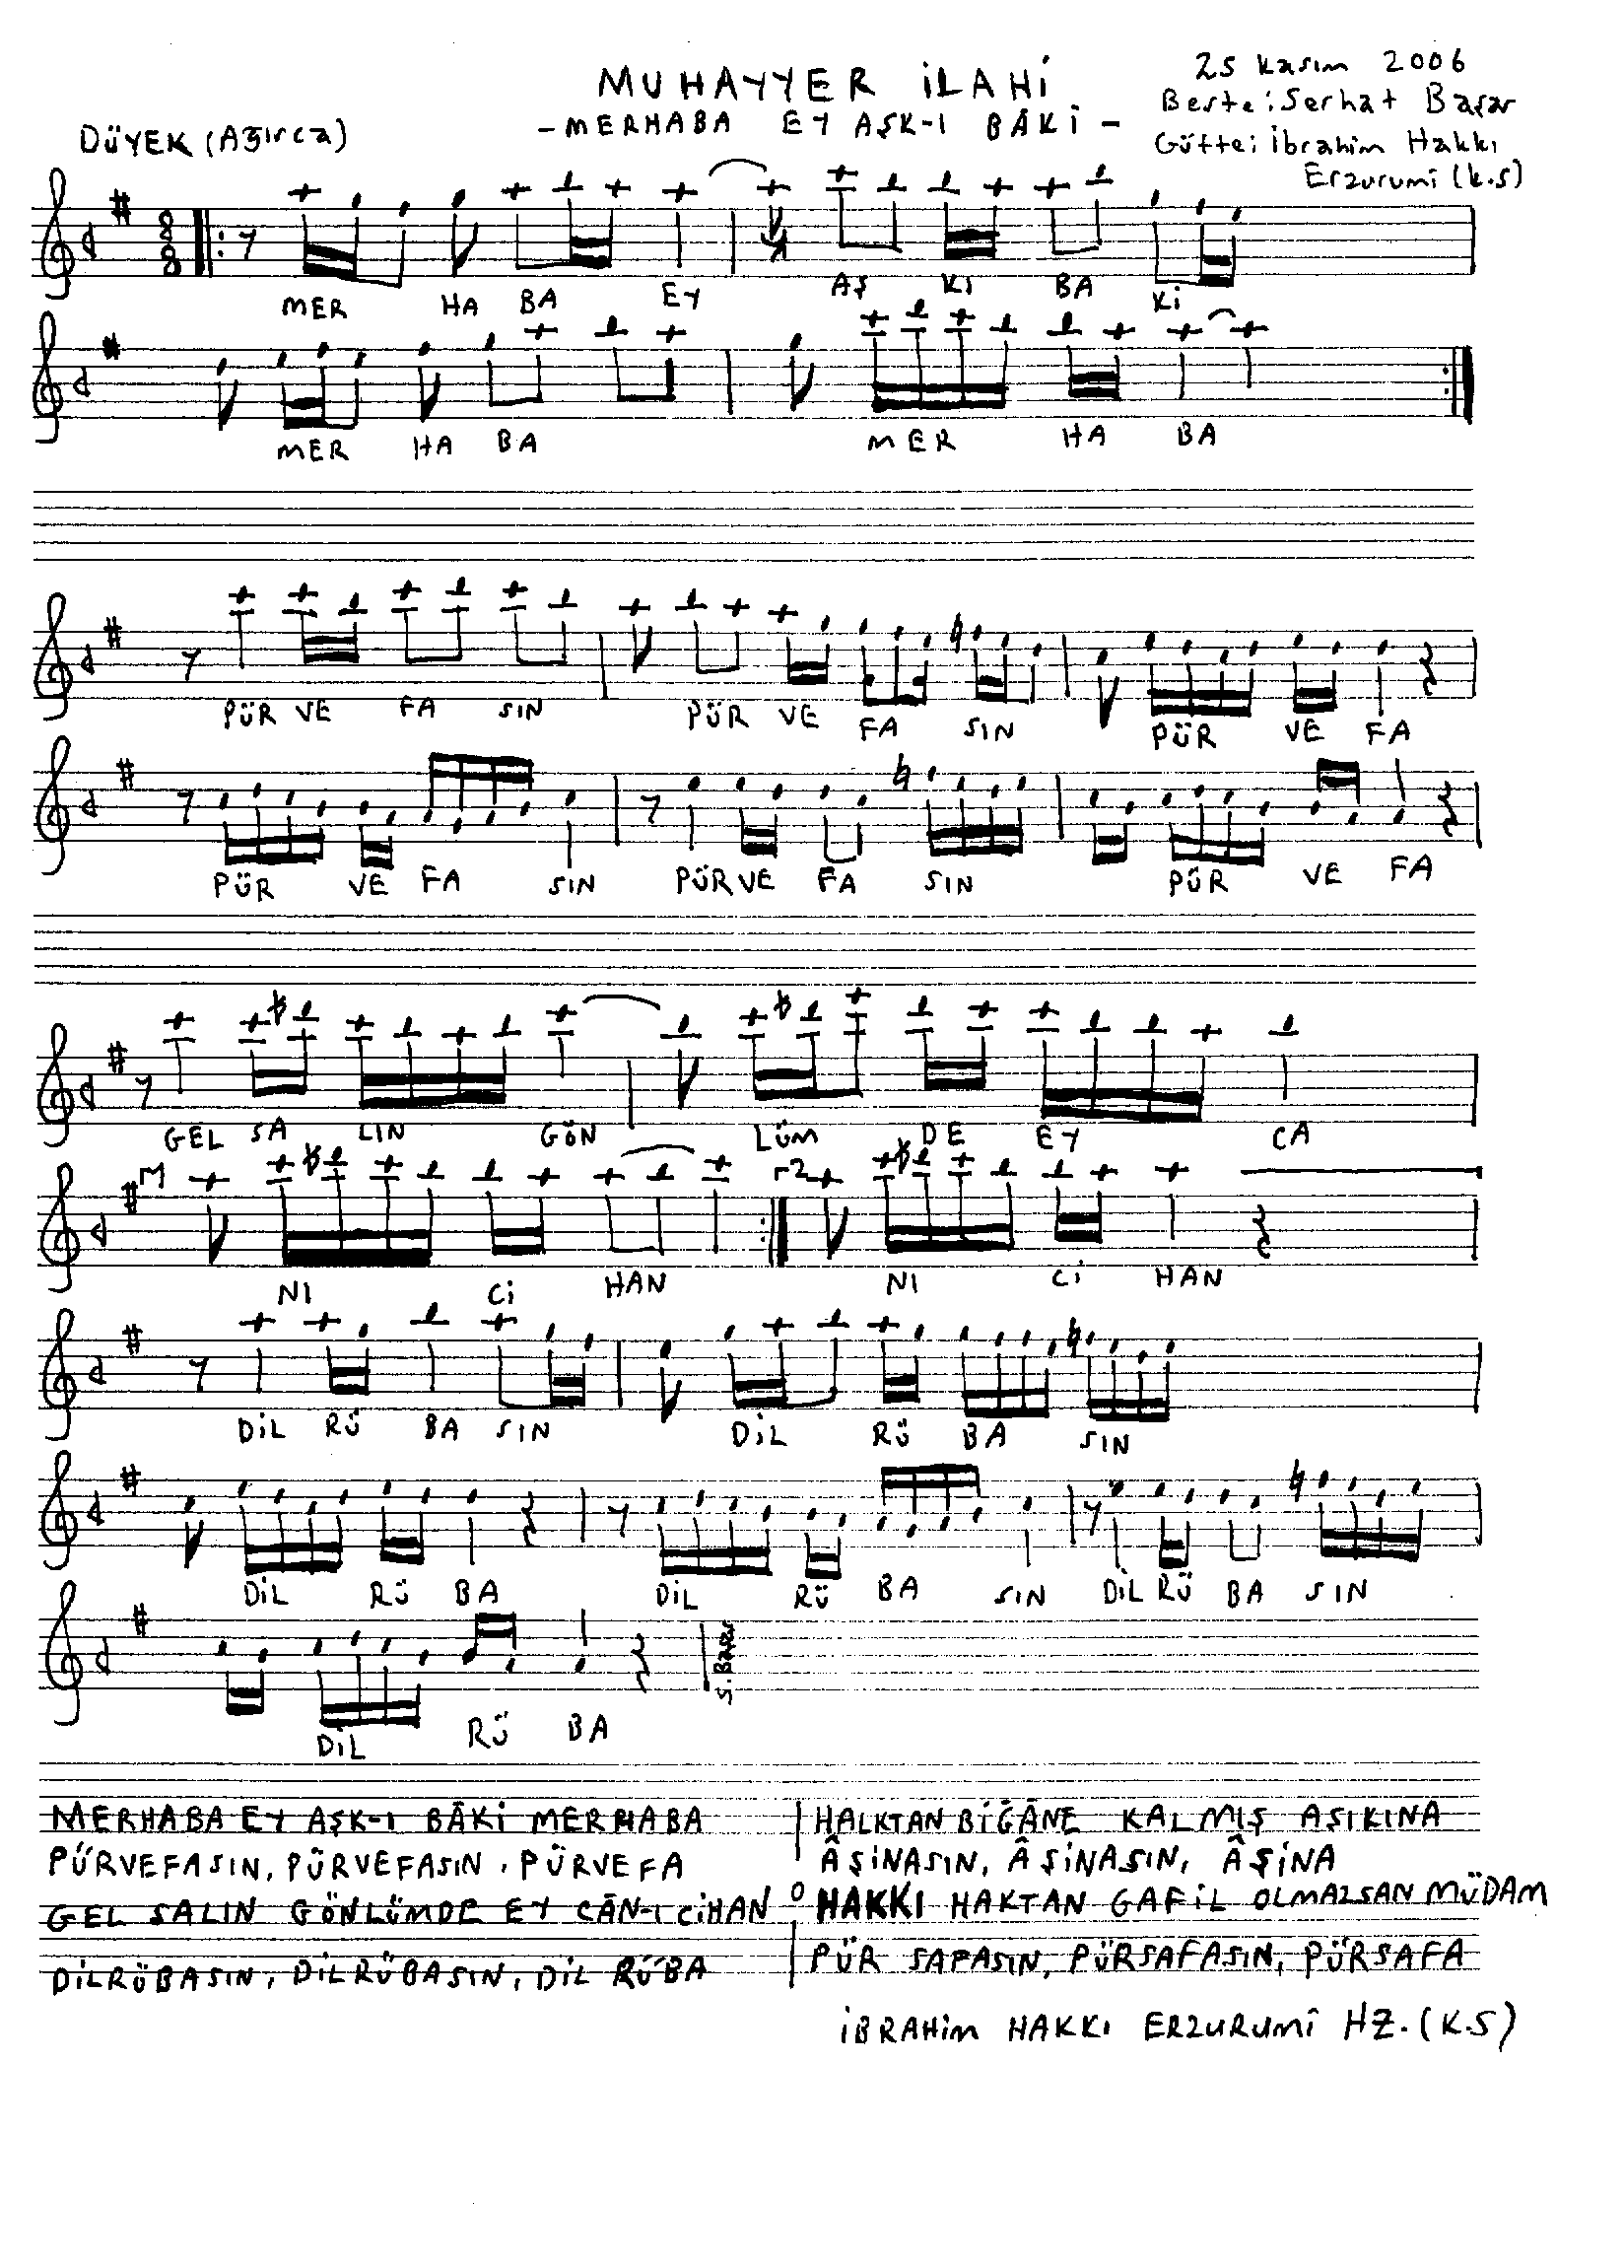 MUHAYYER İLAHİ
25 Kasım 2006
- MERHABA EY AŞK-I BÂKİ -
Beste: Serhat Başar
DÜYEK (Ağırca)
Gütte: İbrahim Hakkı
Erzurumi (k.s)
8
8
MER HA BA EY AŞ KI BA Kİ
MER HA BA MER HA BA
PÜR VE FA SIN PÜR VE FA SIN PÜR VE FA
PÜR VE FA SIN PÜR VE FA SIN PÜR VE FA
GEL SA LIN GÖN LÜM DE EY CA
1 2
NI Cİ HAN NI Cİ HAN
DİL RÜ BA SIN DİL RÜ BA SIN
DİL RÜ BA DİL RÜ BA SIN DİL RÜ BA SIN
S. Başar
DİL RÜ BA
MERHABA EY AŞK-I BÂKİ MERHABA
PÜRVEFASIN, PÜRVEFASIN, PÜRVEFA
GEL SALIN GÖNLÜMDE EY CÂN-I CİHAN
DİLRÜBASIN, DİLRÜBASIN, DİL RÜBA
HALKTAN BİĞÂNE KALMIŞ AŞIKINA
ÂŞİNASIN, ÂŞİNASIN, ÂŞİNA
HAKKI HAKTAN GAFİL OLMAZSAN MÜDAM
PÜR SAFASIN, PÜRSAFASIN, PÜRSAFA
İBRAHİM HAKKI ERZURUMÎ HZ. (K.S)